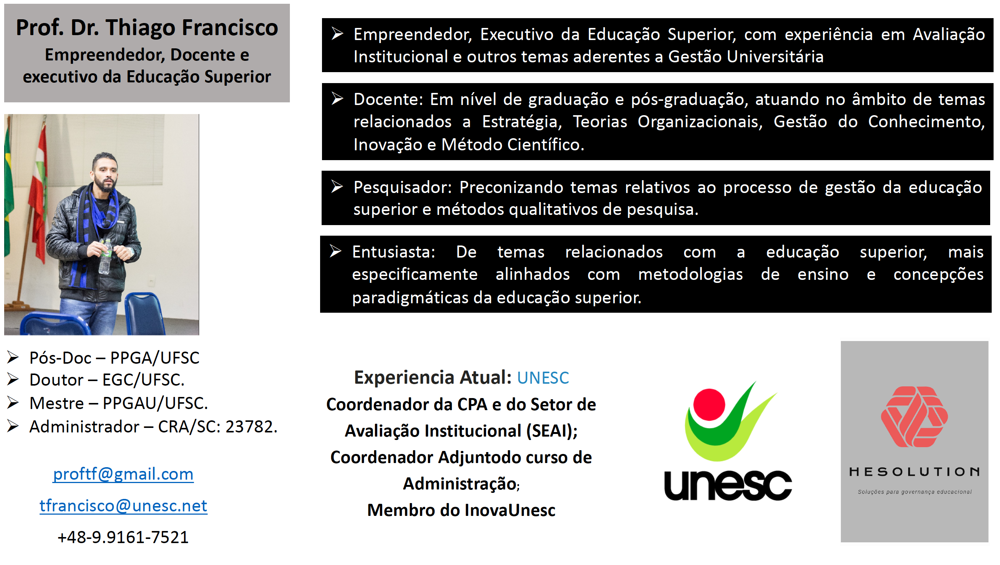 Prof. Dr. Thiago Francisco
Empreendedor, Docente e
executivo da Educação Superior
Pós-Doc – PPGA/UFSC
Doutor – EGC/UFSC.
Mestre – PPGAU/UFSC.
Administrador – CRA/SC: 23782.
proftf@gmail.com
tfrancisco@unesc.net
+48-9.9161-7521
Empreendedor, Executivo da Educação Superior, com experiência em Avaliação
Institucional e outros temas aderentes a Gestão Universitária
Docente: Em nível de graduação e pós-graduação, atuando no âmbito de temas
relacionados a Estratégia, Teorias Organizacionais, Gestão do Conhecimento,
Inovação e Método Científico.
Pesquisador: Preconizando temas relativos ao processo de gestão da educação
superior e métodos qualitativos de pesquisa.
Entusiasta: De temas relacionados com a educação superior, mais
especificamente alinhados com metodologias de ensino e concepções
paradigmáticas da educação superior.
Experiencia Atual: UNESC
Coordenador da CPA e do Setor de
Avaliação Institucional (SEAI);
Coordenador Adjuntodo curso de
Administração;
Membro do InovaUnesc
unesc
HESOLUTION
Soluções para governança educacional